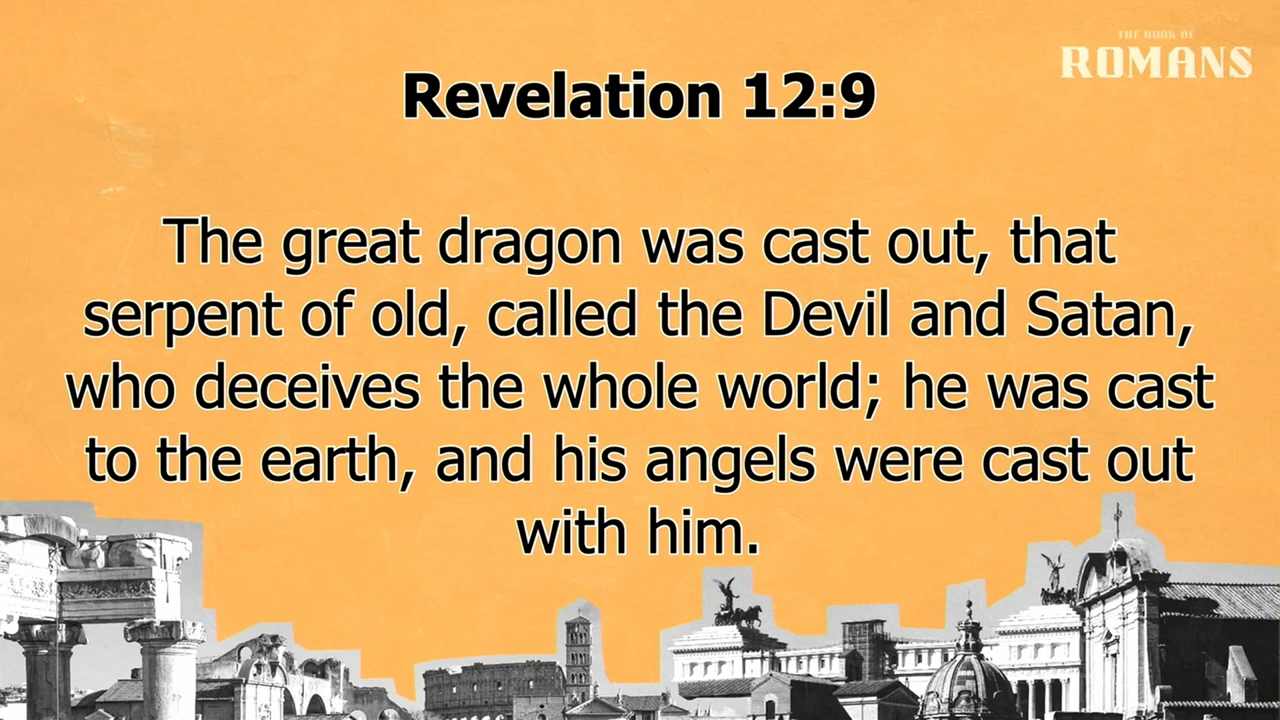 THE BOOK OF
ROMANS
Revelation 12:9
The great dragon was cast out, that
serpent of old, called the Devil and Satan,
who deceives the whole world; he was cast
to the earth, and his angels were cast out
with him.